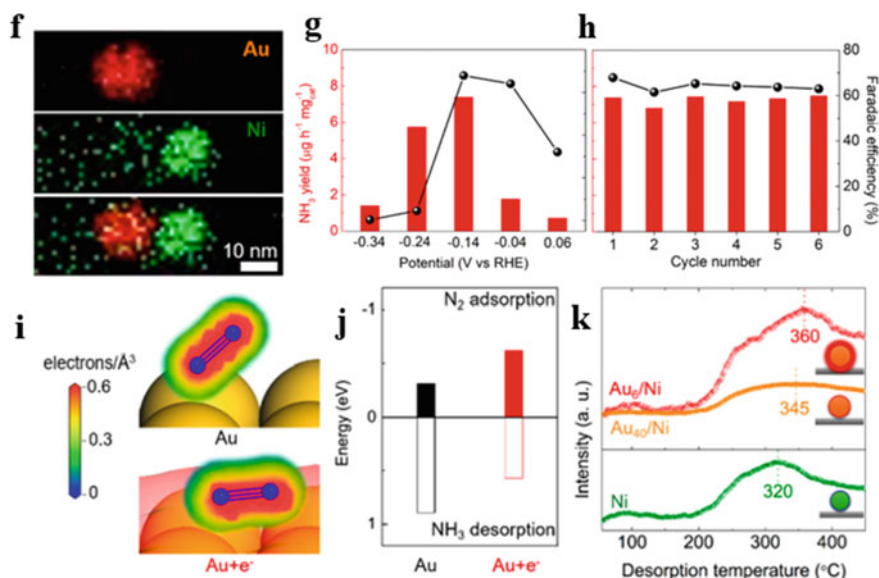 f
Au
Ni
10 nm
g
NH₃ yield (μg h⁻¹ mg⁻¹cat)
10
8
6
4
2
0
-0.34 -0.24 -0.14 -0.04 0.06
Potential (V vs RHE)
h
80
60
40
20
0
Faradaic efficiency (%)
1 2 3 4 5 6
Cycle number
i
electrons/Å³
0.6
0.3
0
Au
Au+e⁻
j
Energy (eV)
-1
0
1
N₂ adsorption
NH₃ desorption
Au Au+e⁻
k
Intensity (a. u.)
360
Au₆/Ni
345
Au₄₀/Ni
Ni
320
100 200 300 400
Desorption temperature (°C)